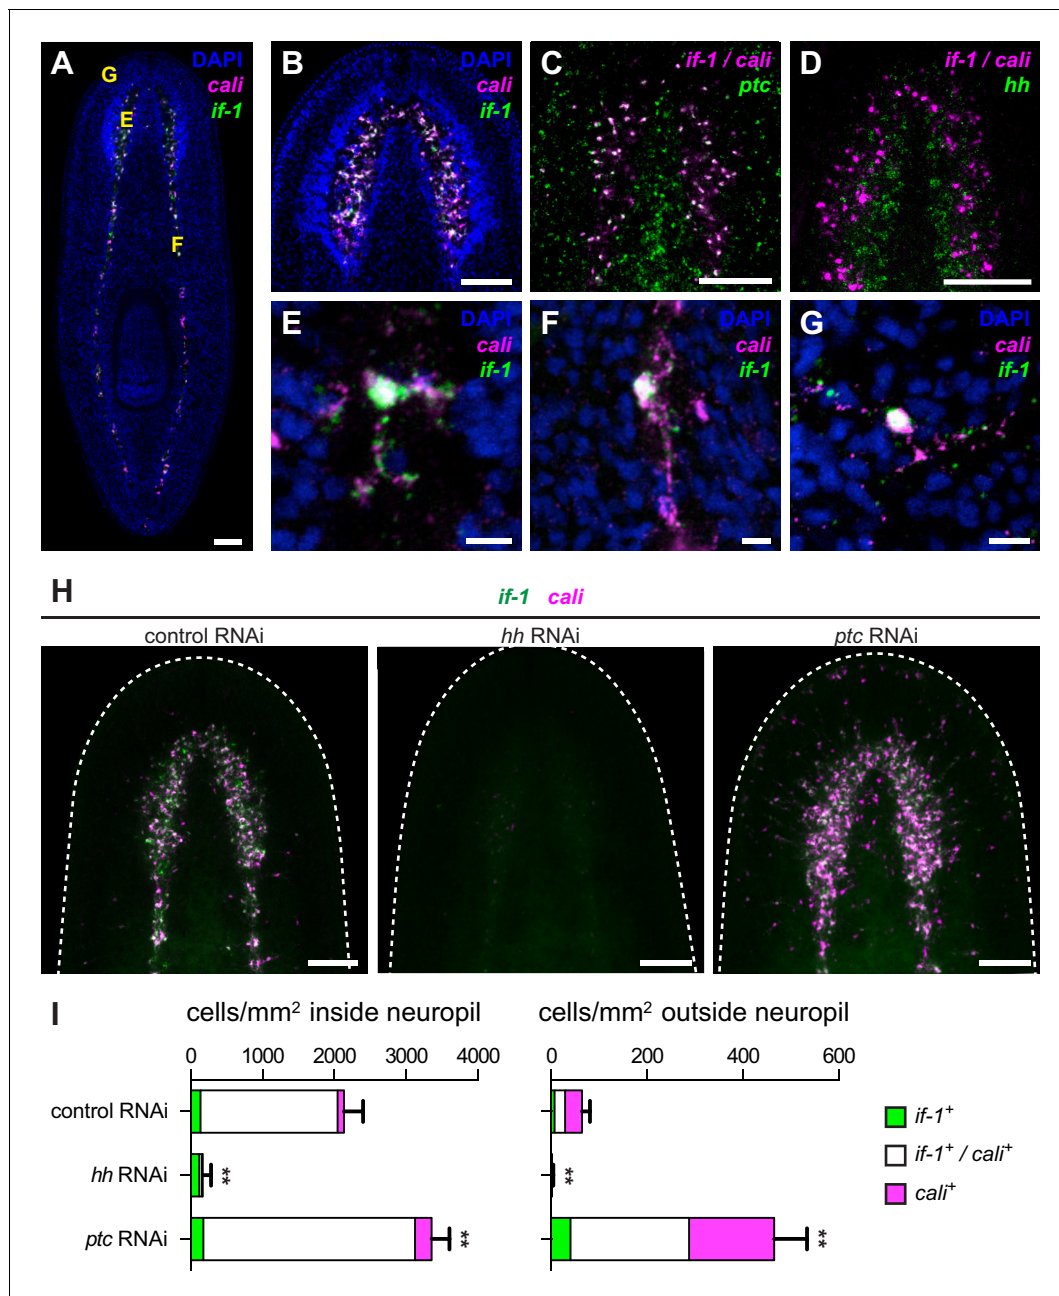 A
G
DAPI
cali
if-1
E
F
B
DAPI
cali
if-1
C
if-1 / cali
ptc
D
if-1 / cali
hh
E
DAPI
cali
if-1
F
DAPI
cali
if-1
G
DAPI
cali
if-1
H
if-1 cali
control RNAi
hh RNAi
ptc RNAi
I
cells/mm² inside neuropil
0 1000 2000 3000 4000
control RNAi
hh RNAi
**
ptc RNAi
**
cells/mm² outside neuropil
0 200 400 600
**
**
if-1⁺
if-1⁺ / cali⁺
cali⁺